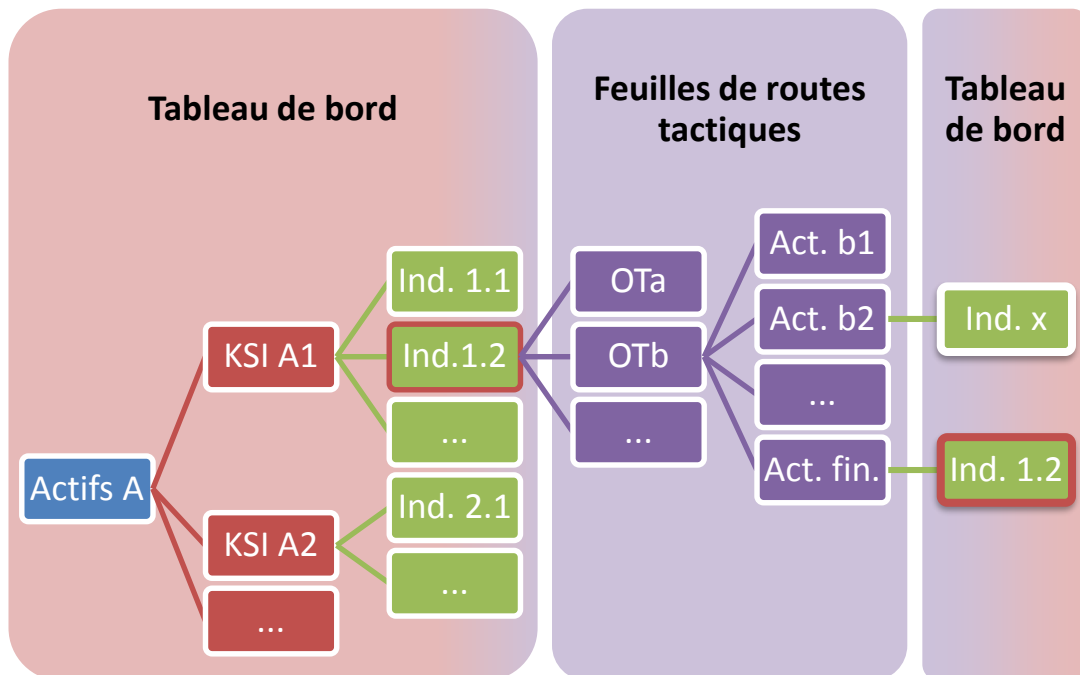 Tableau de bord
Feuilles de routes
tactiques
Tableau
de bord
Actifs A
KSI A1
KSI A2
...
Ind. 1.1
Ind.1.2
...
Ind. 2.1
...
OTa
OTb
...
Act. b1
Act. b2
...
Act. fin.
Ind. x
Ind. 1.2